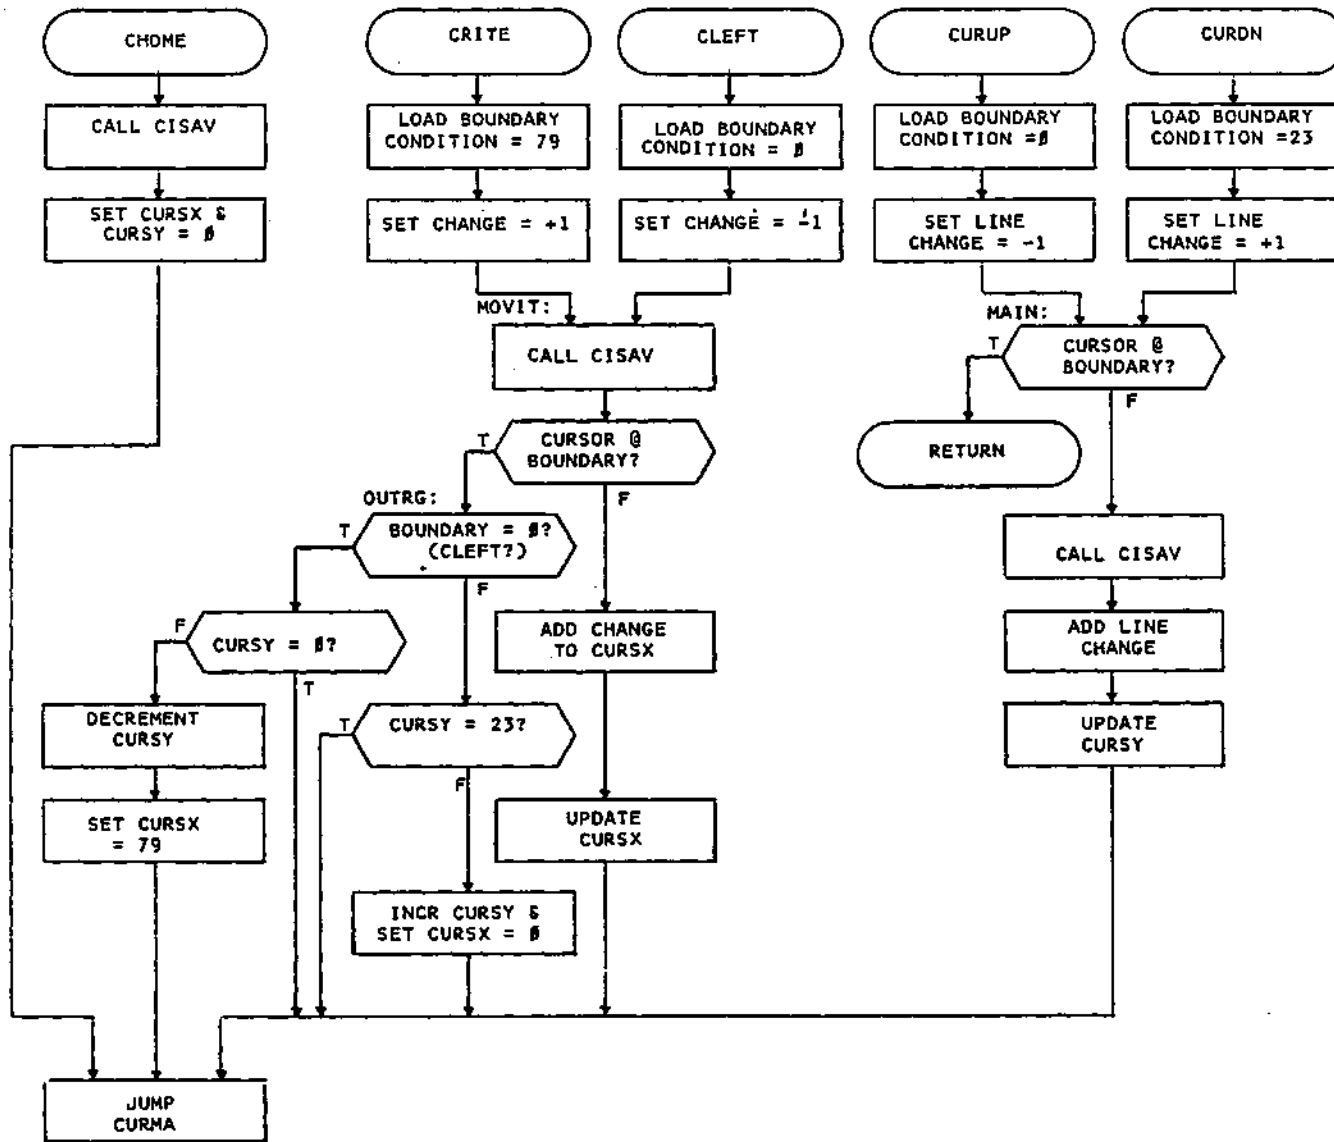 CHOME
CRITE
CLEFT
CURUP
CURDN
CALL CISAV
LOAD BOUNDARY
CONDITION = 79
LOAD BOUNDARY
CONDITION = Ø
LOAD BOUNDARY
CONDITION =Ø
LOAD BOUNDARY
CONDITION =23
SET CURSX &
CURSY = Ø
SET CHANGE = +1
SET CHANGE = -1
SET LINE
CHANGE = -1
SET LINE
CHANGE = +1
MOVIT:
CALL CISAV
MAIN:
T
CURSOR @
BOUNDARY?
F
RETURN
T
CURSOR @
BOUNDARY?
F
OUTRG:
T
BOUNDARY = Ø?
(CLEFT?)
F
CALL CISAV
F
CURSY = Ø?
T
ADD CHANGE
TO CURSX
ADD LINE
CHANGE
DECREMENT
CURSY
T
CURSY = 23?
F
UPDATE
CURSY
SET CURSX
= 79
UPDATE
CURSX
INCR CURSY &
SET CURSX = Ø
JUMP
CURMA